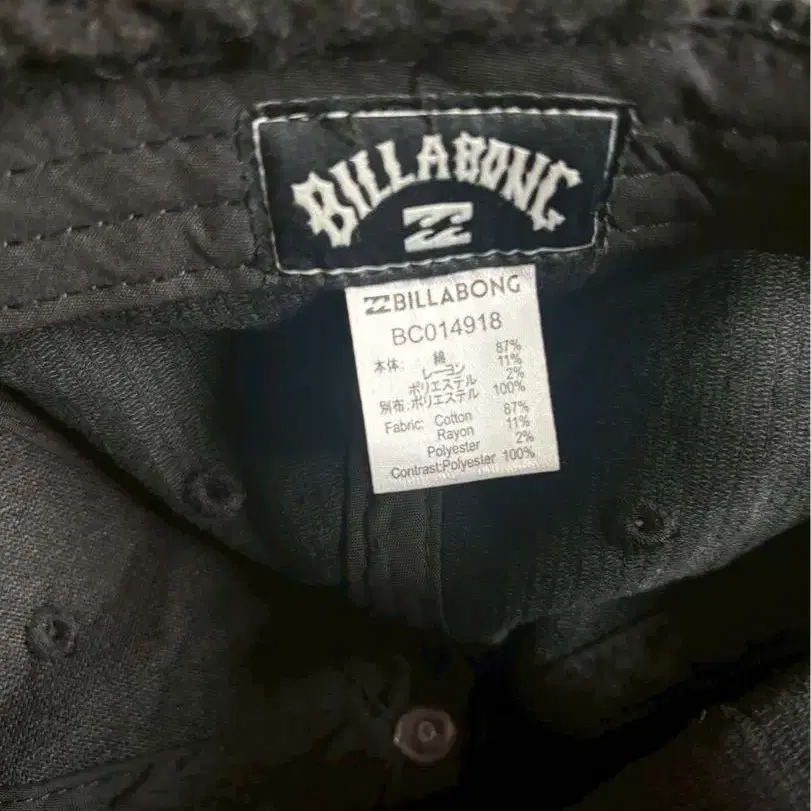 BILLABONG
BILLABONG
BC014918
本体: 綿 87%
レーヨン 11%
ポリエステル 2%
別布:ポリエステル 100%
Fabric: Cotton 87%
Rayon 11%
Polyester 2%
Contrast:Polyester 100%